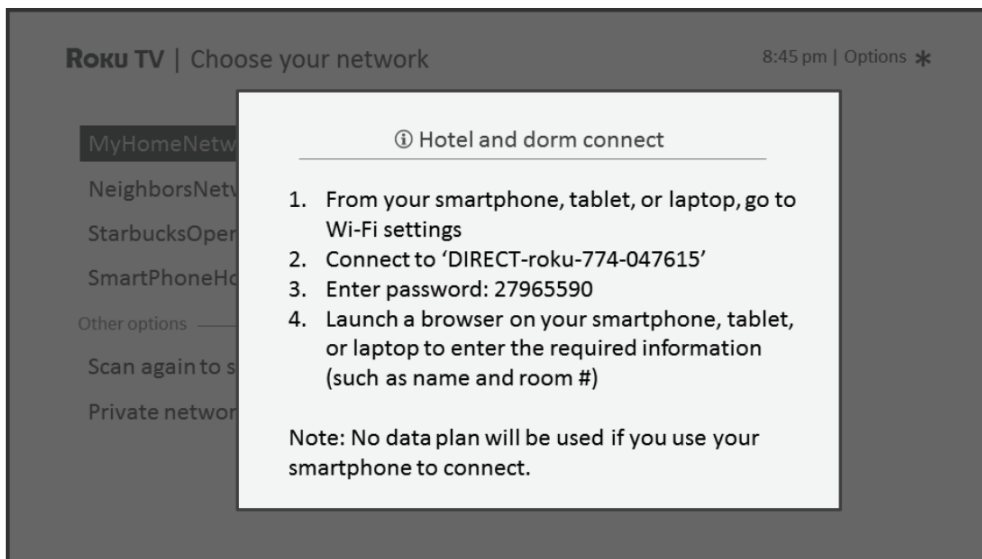 ROKU TV | Choose your network
8:45 pm | Options ✱
MyHomeNetw
NeighborsNetw
StarbucksOper
SmartPhoneHo
Other options
Scan again to s
Private networ
ⓘ Hotel and dorm connect
1. From your smartphone, tablet, or laptop, go to
Wi-Fi settings
2. Connect to ‘DIRECT-roku-774-047615’
3. Enter password: 27965590
4. Launch a browser on your smartphone, tablet,
or laptop to enter the required information
(such as name and room #)
Note: No data plan will be used if you use your
smartphone to connect.